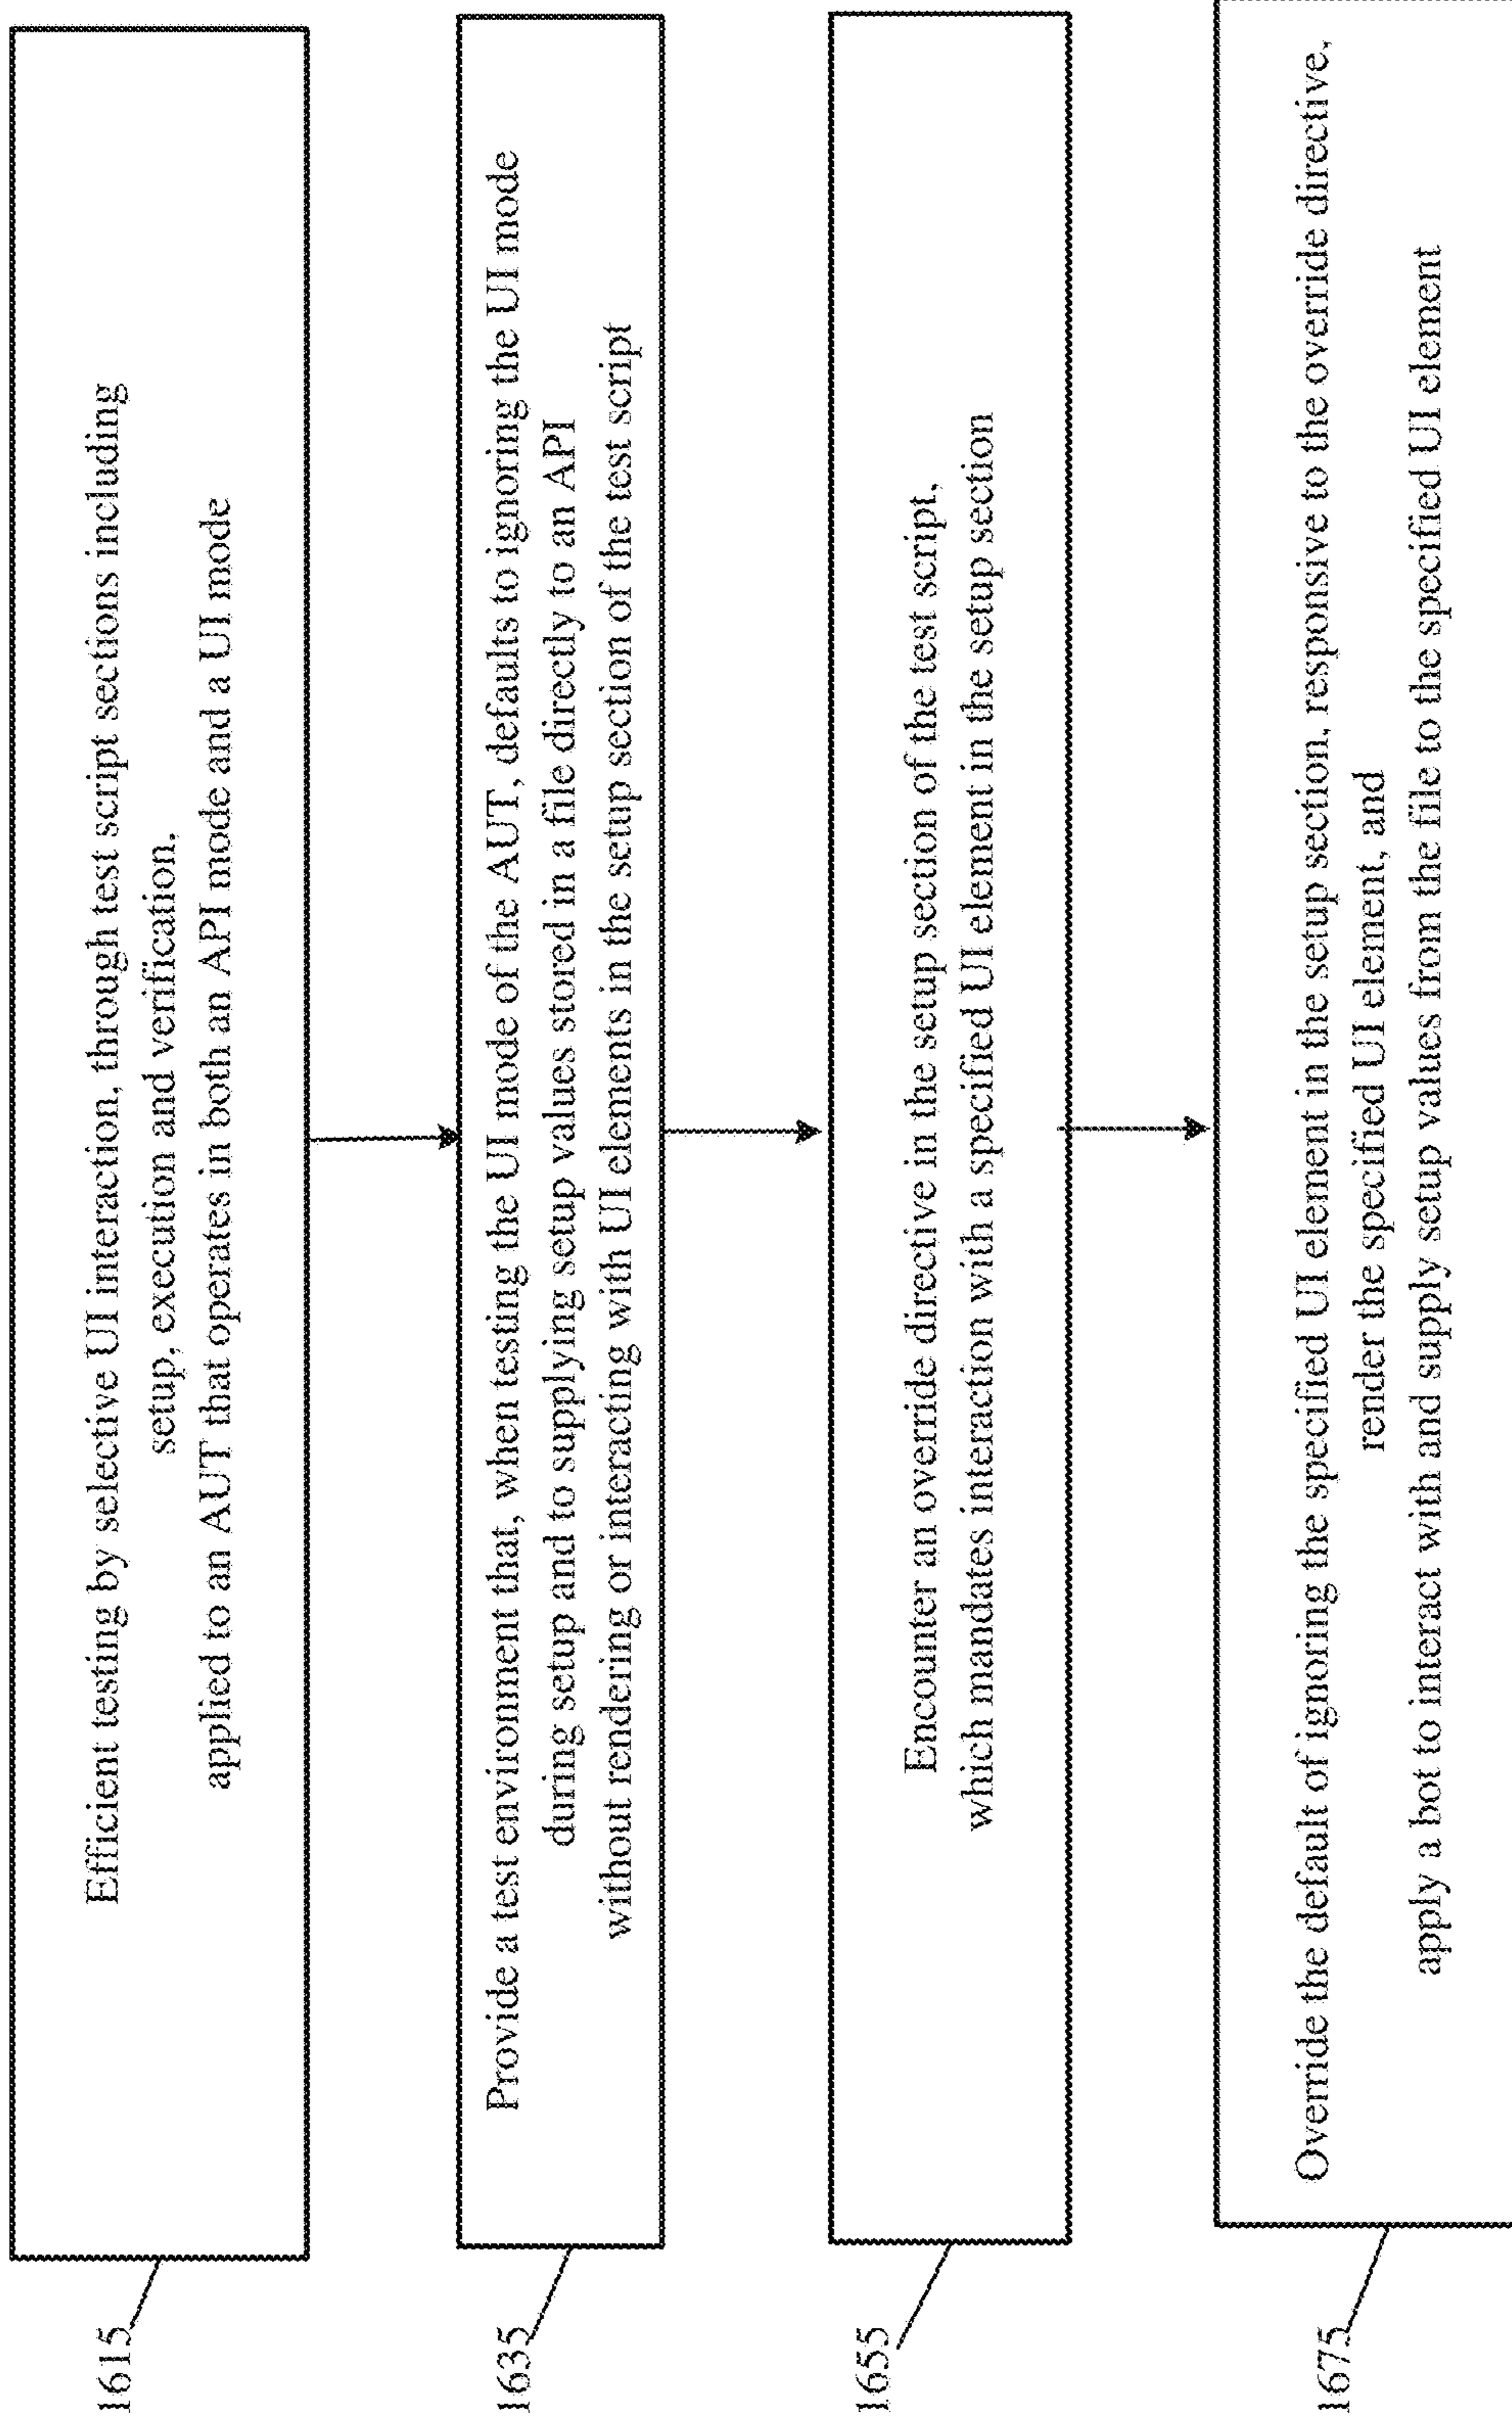 1615
Efficient testing by selective UI interaction, through test script sections including
setup, execution and verification,
applied to an AUT that operates in both an API mode and a UI mode
1635
Provide a test environment that, when testing the UI mode of the AUT, defaults to ignoring the UI mode
during setup and to supplying setup values stored in a file directly to an API
without rendering or interacting with UI elements in the setup section of the test script
1655
Encounter an override directive in the setup section of the test script,
which mandates interaction with a specified UI element in the setup section
1675
Override the default of ignoring the specified UI element in the setup section, responsive to the override directive,
render the specified UI element, and
apply a bot to interact with and supply setup values from the file to the specified UI element